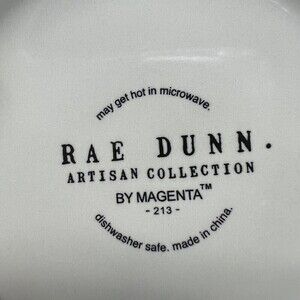 may get hot in microwave.
RAE DUNN.
ARTISAN COLLECTION
BY MAGENTA™
- 213 -
dishwasher safe. made in china.